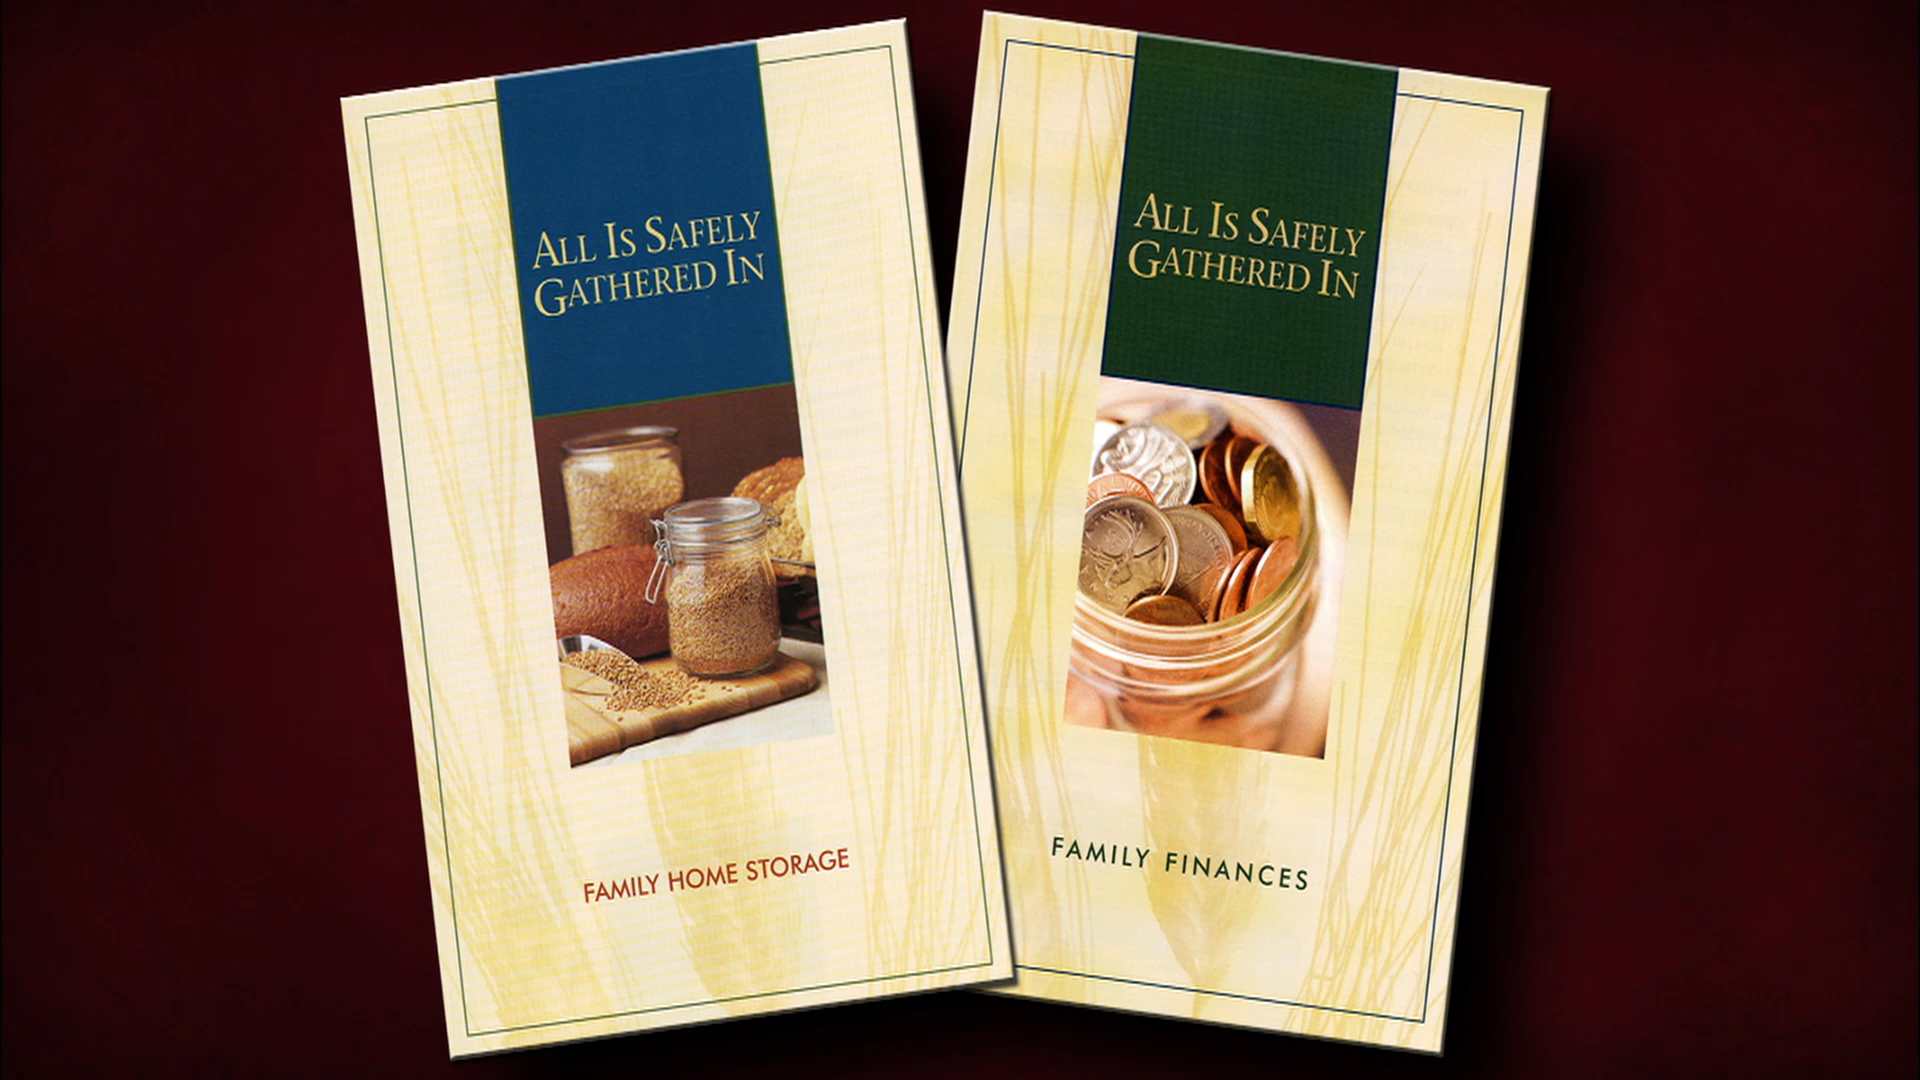 ALL IS SAFELY
GATHERED IN
FAMILY HOME STORAGE
ALL IS SAFELY
GATHERED IN
FAMILY FINANCES